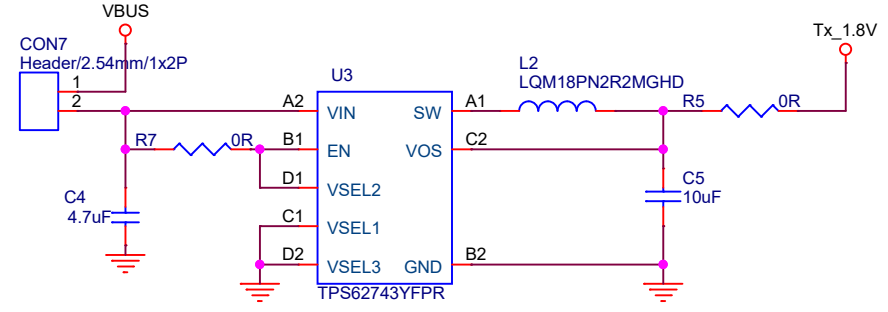 VBUS
Tx_1.8V
CON7
Header/2.54mm/1x2P
1
2
U3
L2
LQM18PN2R2MGHD
A2
VIN
SW
A1
R5
0R
R7
0R
B1
EN
VOS
C2
D1
VSEL2
C4
4.7uF
C5
10uF
C1
VSEL1
D2
VSEL3
GND
B2
TPS62743YFPR